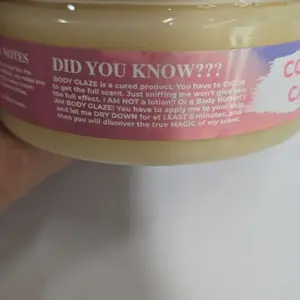 NOTES
DID YOU KNOW???
BODY GLAZE is a cured product. You have to
to get the full scent. Just sniffing me won't give you
the full effect. I AM NOT a lotion! Or a Body Butter! I
AM BODY GLAZE! You have to apply me to your skin
and let me DRY DOWN for at LEAST 5 minutes, and
then you will discover the true MAGIC of my scent.
CO
CA